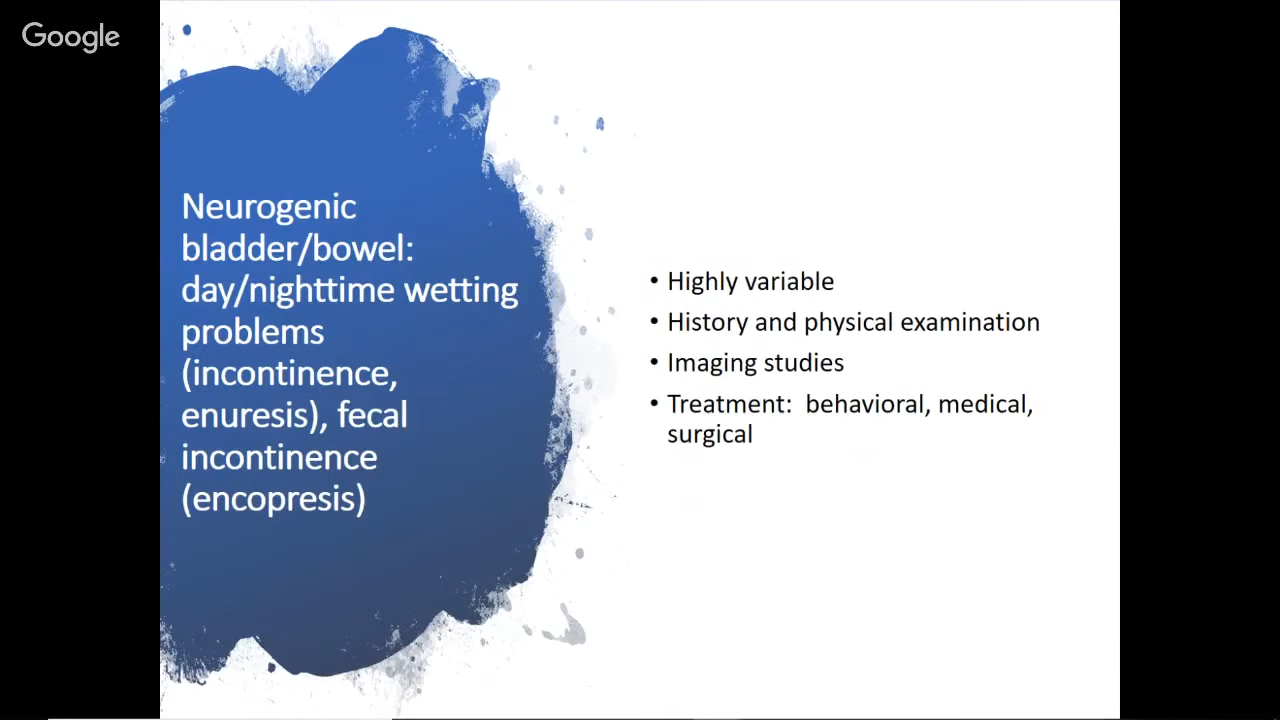 Google
Neurogenic
bladder/bowel:
day/nighttime wetting
problems
(incontinence,
enuresis), fecal
incontinence
(encopresis)
• Highly variable
• History and physical examination
• Imaging studies
• Treatment:  behavioral, medical,
surgical